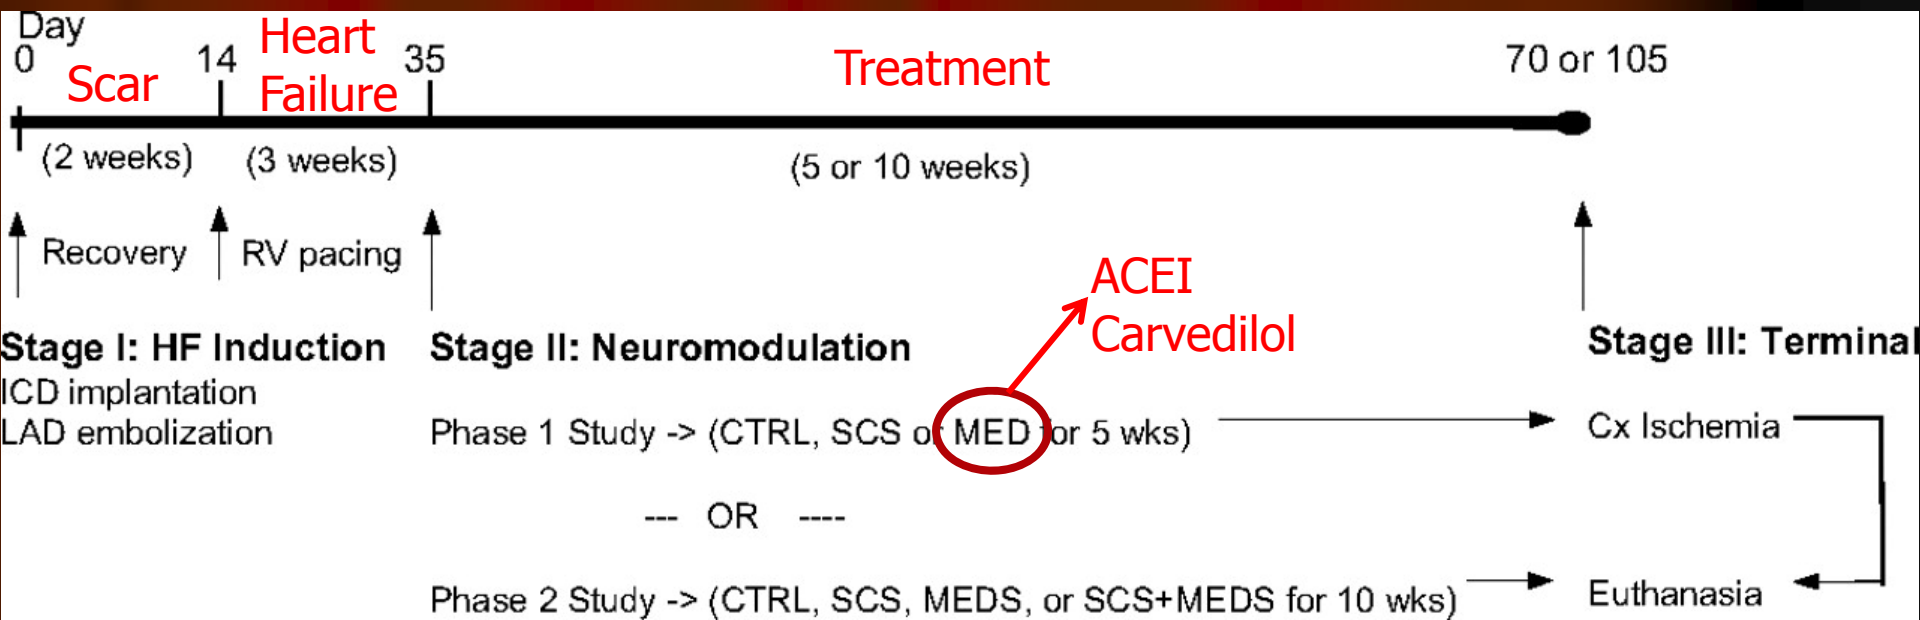 Day
0
Scar
14
Heart
Failure
35
Treatment
70 or 105
(2 weeks)
(3 weeks)
(5 or 10 weeks)
Recovery
RV pacing
ACEI
Carvedilol
Stage I: HF Induction
ICD implantation
LAD embolization
Stage II: Neuromodulation
Phase 1 Study -> (CTRL, SCS or MED for 5 wks)
--- OR ----
Phase 2 Study -> (CTRL, SCS, MEDS, or SCS+MEDS for 10 wks)
Stage III: Terminal
Cx Ischemia
Euthanasia